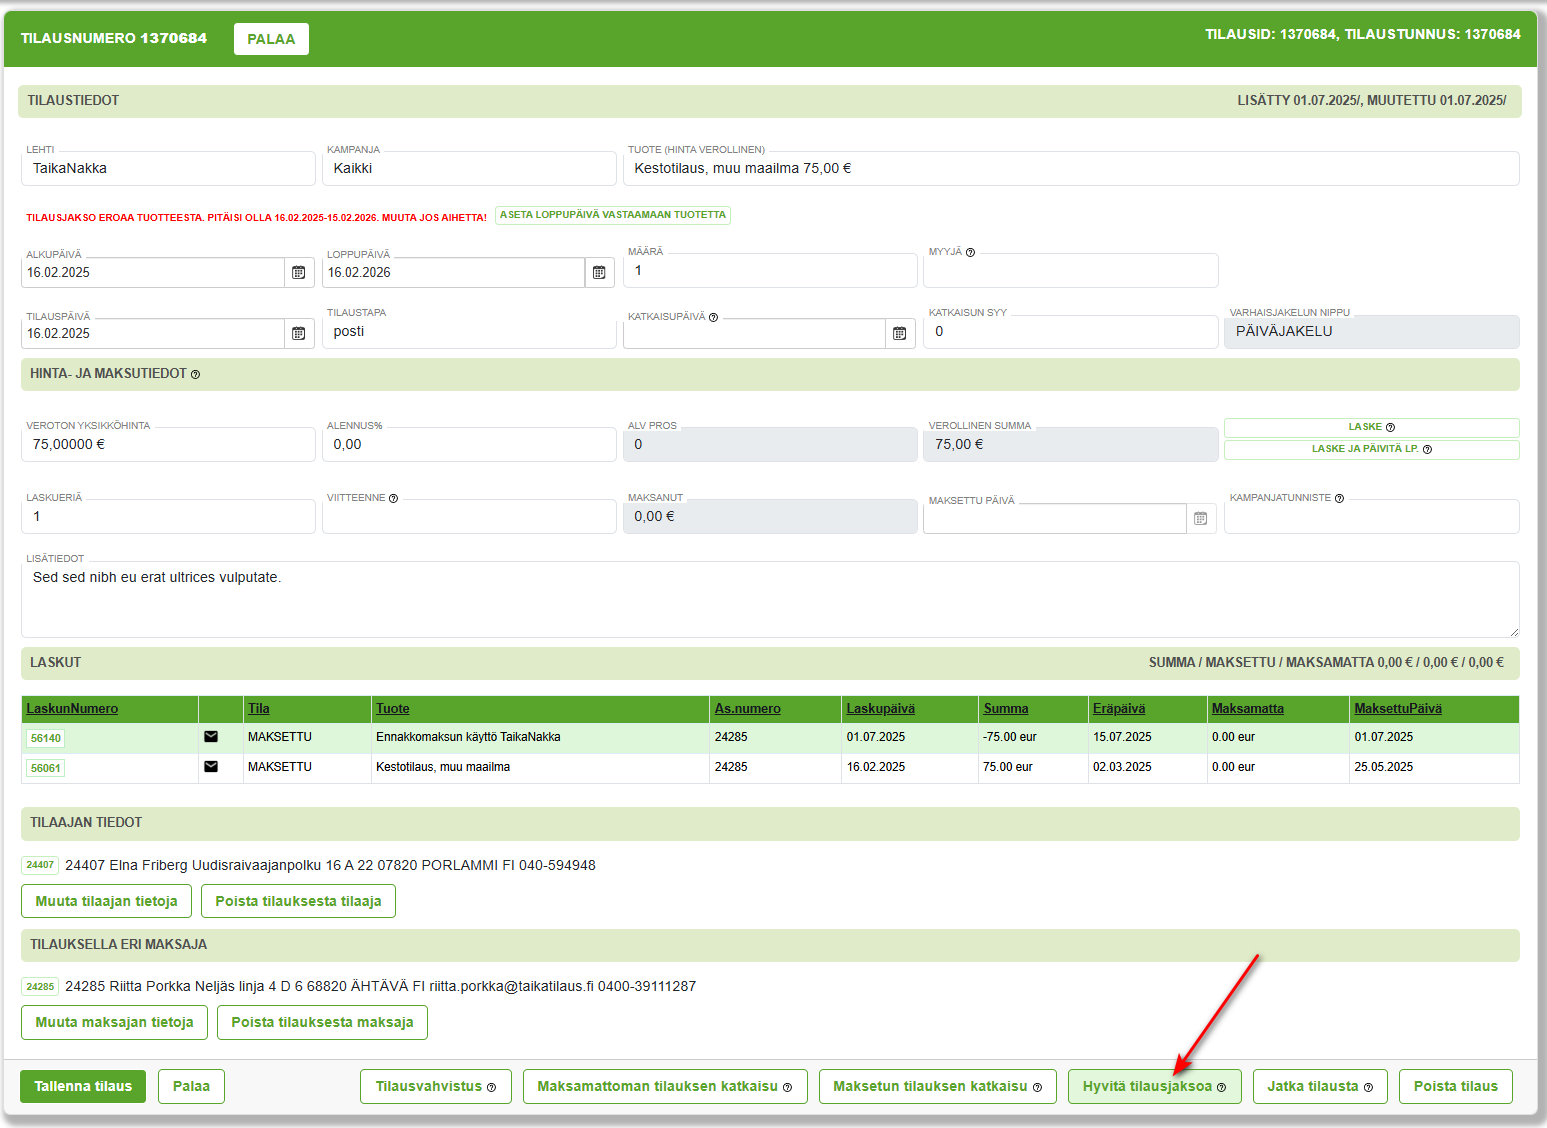 TILAUSNUMERO 1370684 PALAA TILAUSID: 1370684, TILAUSTUNNUS: 1370684
TILAUSTIEDOT LISÄTTY 01.07.2025/, MUUTETTU 01.07.2025/
LEHTI KAMPANJA TUOTE (HINTA VEROLLINEN)
TaikaNakka Kaikki Kestotilaus, muu maailma 75,00 €
TILAUSJAKSO EROAA TUOTTEESTA. PITÄISI OLLA 16.02.2025-15.02.2026. MUUTA JOS AIHETTA! ASETA LOPPUPÄIVÄ VASTAAMAAN TUOTETTA
ALKUPÄIVÄ LOPPUPÄIVÄ MÄÄRÄ MYYJÄ
16.02.2025 16.02.2026 1
TILAUSPÄIVÄ TILAUSTAPA KATKAISUPÄIVÄ KATKAISUN SYY VARHAISJAKELUN NIPPU
16.02.2025 posti 0 PÄIVÄJAKELU
HINTA- JA MAKSUTIEDOT
VEROTON YKSIKKÖHINTA ALENNUS% ALV PROS VEROLLINEN SUMMA LASKE
75,00000 € 0,00 0 75,00 € LASKE JA PÄIVITÄ LP.
LASKUERIÄ VIITTEENNE MAKSANUT MAKSETTU PÄIVÄ KAMPANJATUNNISTE
1 0,00 €
LISÄTIEDOT
Sed sed nibh eu erat ultrices vulputate.
LASKUT SUMMA / MAKSETTU / MAKSAMATTA 0,00 € / 0,00 € / 0,00 €
LaskunNumero Tila Tuote As.numero Laskupäivä Summa Eräpäivä Maksamatta MaksettuPäivä
56140 MAKSETTU Ennakkomaksun käyttö TaikaNakka 24285 01.07.2025 -75.00 eur 15.07.2025 0.00 eur 01.07.2025
56061 MAKSETTU Kestotilaus, muu maailma 24285 16.02.2025 75.00 eur 02.03.2025 0.00 eur 25.05.2025
TILAAJAN TIEDOT
24407 24407 Elna Friberg Uudisraivaajanpolku 16 A 22 07820 PORLAMMI FI 040-594948
Muuta tilaajan tietoja Poista tilauksesta tilaaja
TILAUKSELLA ERI MAKSAJA
24285 24285 Riitta Porkka Neljäs linja 4 D 6 68820 ÄHTÄVÄ FI riitta.porkka@taikatilaus.fi 0400-39111287
Muuta maksajan tietoja Poista tilauksesta maksaja
Tallenna tilaus Palaa Tilausvahvistus Maksamattoman tilauksen katkaisu Maksetun tilauksen katkaisu Hyvitä tilausjaksoa Jatka tilausta Poista tilaus